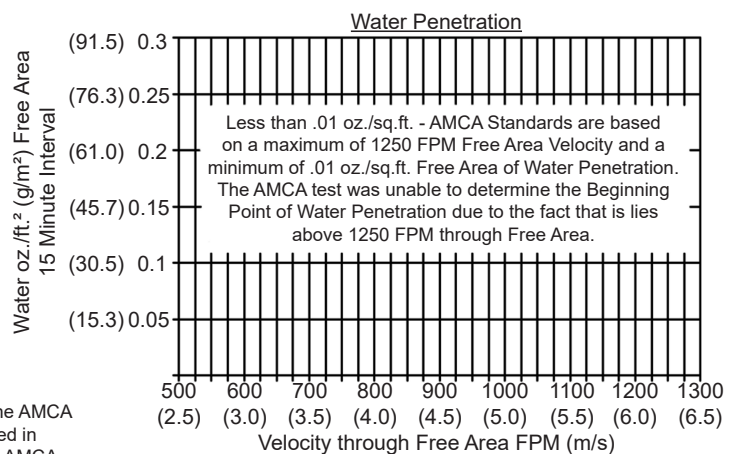 Water Penetration
Water oz./ft.² (g/m²) Free Area
15 Minute Interval
(91.5) 0.3
(76.3) 0.25
(61.0) 0.2
(45.7) 0.15
(30.5) 0.1
(15.3) 0.05
Less than .01 oz./sq.ft. - AMCA Standards are based
on a maximum of 1250 FPM Free Area Velocity and a
minimum of .01 oz./sq.ft. Free Area of Water Penetration.
The AMCA test was unable to determine the Beginning
Point of Water Penetration due to the fact that is lies
above 1250 FPM through Free Area.
500 600 700 800 900 1000 1100 1200 1300
(2.5) (3.0) (3.5) (4.0) (4.5) (5.0) (5.5) (6.0) (6.5)
Velocity through Free Area FPM (m/s)
AMCA
ed in
AMCA